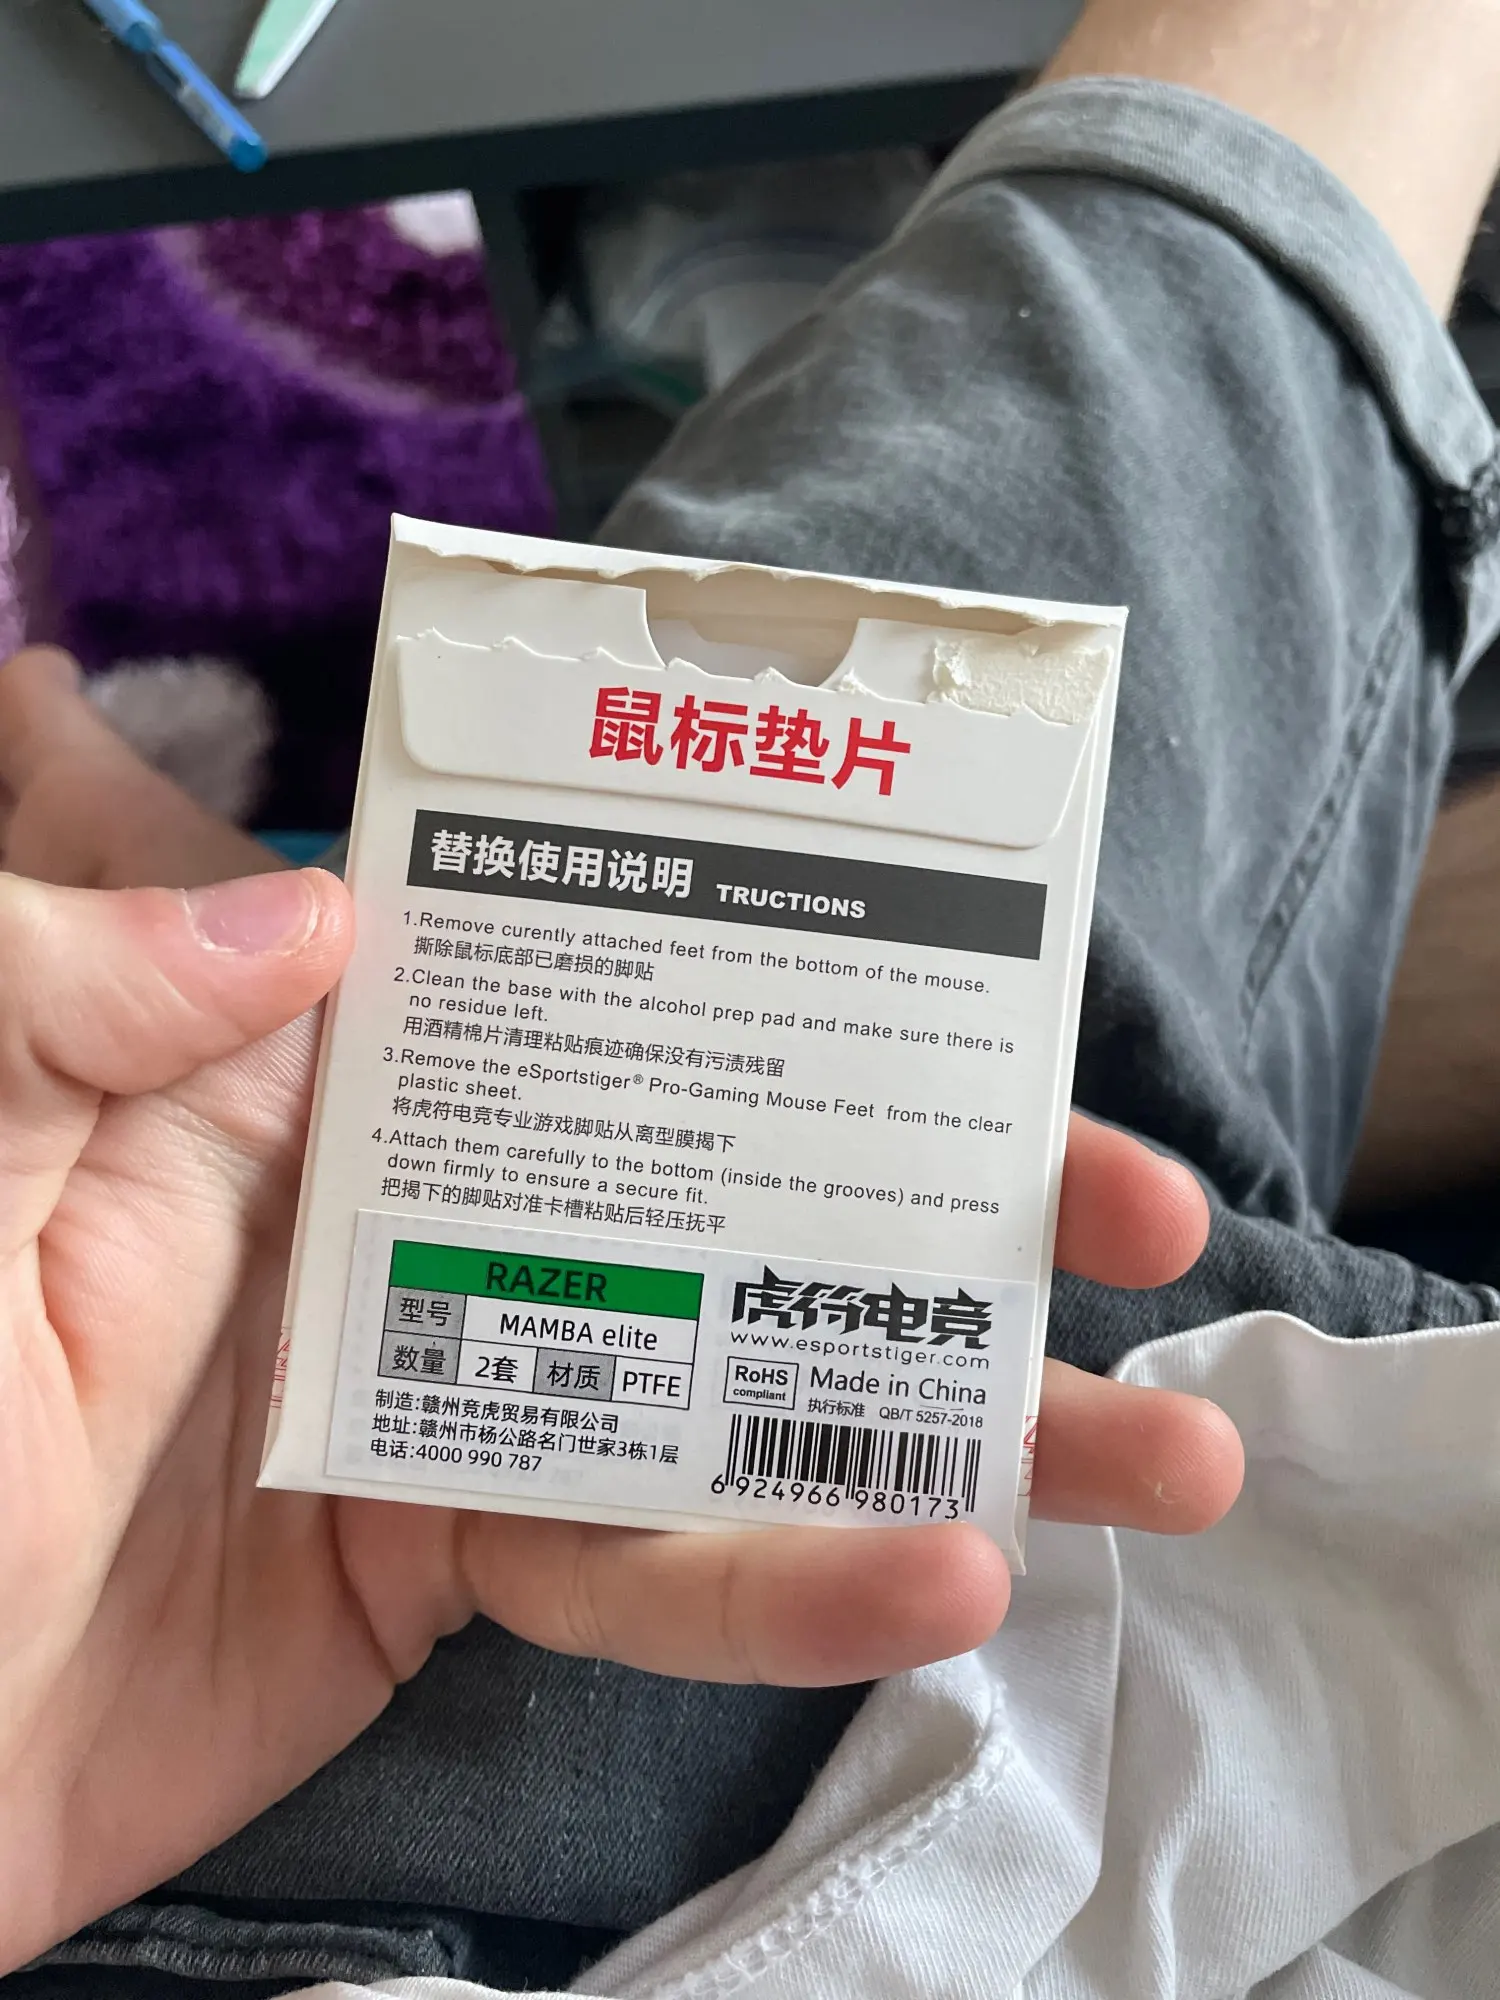 鼠标垫片
替换使用说明 TRUCTIONS
1.Remove curently attached feet from the bottom of the mouse.
撕除鼠标底部已磨损的脚贴
2.Clean the base with the alcohol prep pad and make sure there is
no residue left.
用酒精棉片清理粘贴痕迹确保没有污渍残留
3.Remove the eSportstiger® Pro-Gaming Mouse Feet from the clear
plastic sheet.
将虎符电竞专业游戏脚贴从离型膜揭下
4.Attach them carefully to the bottom (inside the grooves) and press
down firmly to ensure a secure fit.
把揭下的脚贴对准卡槽粘贴后轻压抚平
RAZER
型号 MAMBA elite
数量 2套 材质 PTFE
制造:赣州竞虎贸易有限公司
地址:赣州市杨公路名门世家3栋1层
电话:4000 990 787
虎符电竞
www.esportstiger.com
RoHS
compliant
Made in China
执行标准 QB/T 5257-2018
6 924966 980173